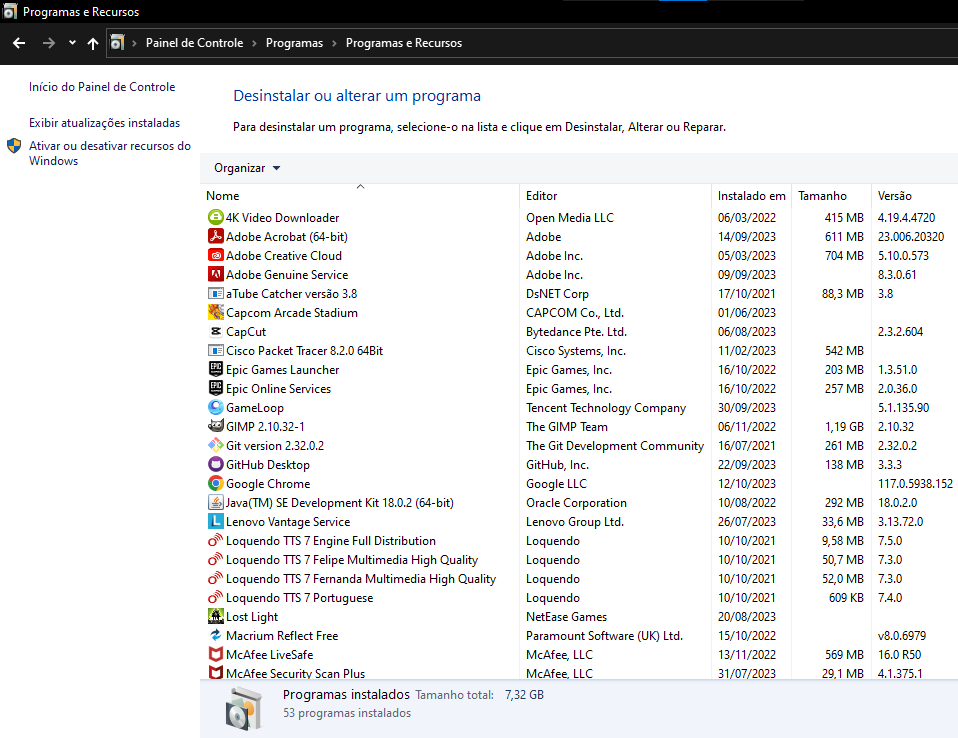 Programas e Recursos
Painel de Controle > Programas > Programas e Recursos
Início do Painel de Controle
Exibir atualizações instaladas
Ativar ou desativar recursos do
Windows
Desinstalar ou alterar um programa
Para desinstalar um programa, selecione-o na lista e clique em Desinstalar, Alterar ou Reparar.
Organizar
Nome Editor Instalado em Tamanho Versão
4K Video Downloader Open Media LLC 06/03/2022 415 MB 4.19.4.4720
Adobe Acrobat (64-bit) Adobe 14/09/2023 611 MB 23.006.20320
Adobe Creative Cloud Adobe Inc. 05/03/2023 704 MB 5.10.0.573
Adobe Genuine Service Adobe Inc. 09/09/2023 8.3.0.61
aTube Catcher versão 3.8 DsNET Corp 17/10/2021 88,3 MB 3.8
Capcom Arcade Stadium CAPCOM Co., Ltd. 01/06/2023
CapCut Bytedance Pte. Ltd. 06/08/2023 2.3.2.604
Cisco Packet Tracer 8.2.0 64Bit Cisco Systems, Inc. 11/02/2023 542 MB
Epic Games Launcher Epic Games, Inc. 16/10/2022 203 MB 1.3.51.0
Epic Online Services Epic Games, Inc. 16/10/2022 257 MB 2.0.36.0
GameLoop Tencent Technology Company 30/09/2023 5.1.135.90
GIMP 2.10.32-1 The GIMP Team 06/11/2022 1,19 GB 2.10.32
Git version 2.32.0.2 The Git Development Community 16/07/2021 261 MB 2.32.0.2
GitHub Desktop GitHub, Inc. 22/09/2023 138 MB 3.3.3
Google Chrome Google LLC 12/10/2023 117.0.5938.152
Java(TM) SE Development Kit 18.0.2 (64-bit) Oracle Corporation 10/08/2022 292 MB 18.0.2.0
Lenovo Vantage Service Lenovo Group Ltd. 26/07/2023 33,6 MB 3.13.72.0
Loquendo TTS 7 Engine Full Distribution Loquendo 10/10/2021 9,58 MB 7.5.0
Loquendo TTS 7 Felipe Multimedia High Quality Loquendo 10/10/2021 50,7 MB 7.3.0
Loquendo TTS 7 Fernanda Multimedia High Quality Loquendo 10/10/2021 52,0 MB 7.3.0
Loquendo TTS 7 Portuguese Loquendo 10/10/2021 609 KB 7.4.0
Lost Light NetEase Games 20/08/2023
Macrium Reflect Free Paramount Software (UK) Ltd. 15/10/2022 v8.0.6979
McAfee LiveSafe McAfee, LLC 13/11/2022 569 MB 16.0 R50
McAfee Security Scan Plus McAfee, LLC 31/07/2023 29,1 MB 4.1.375.1
Programas instalados Tamanho total: 7,32 GB
53 programas instalados